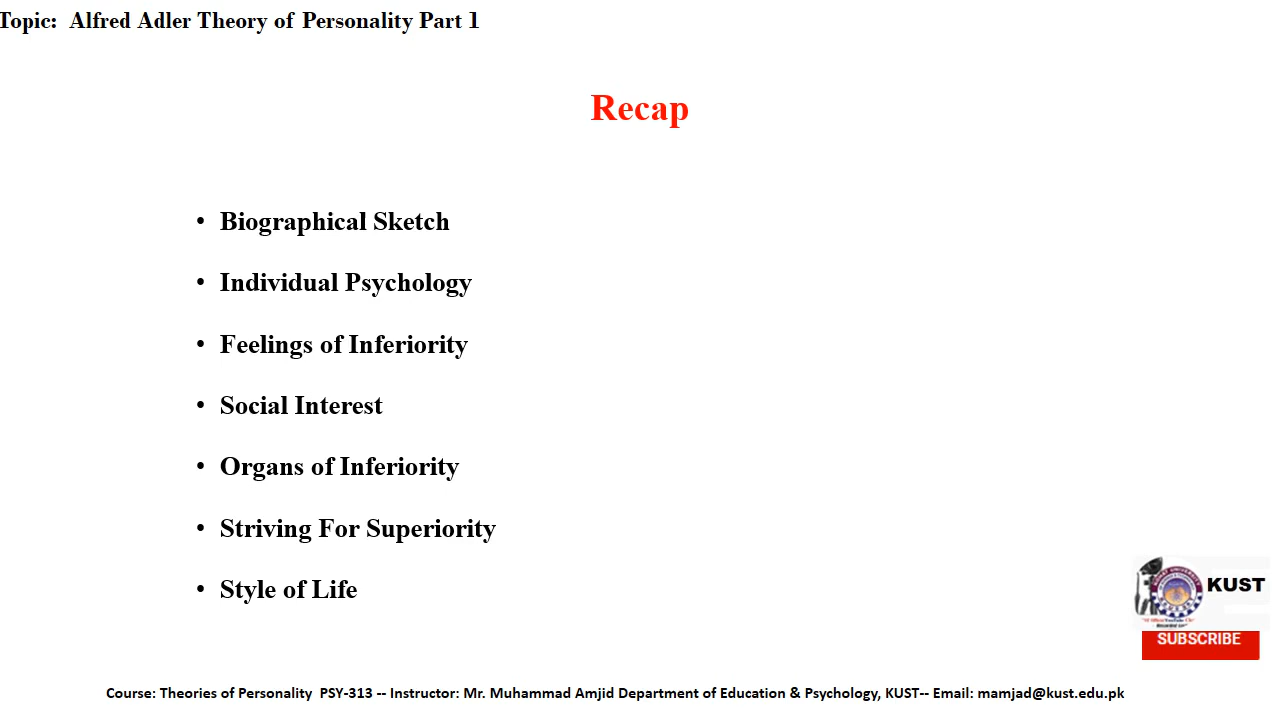 Topic: Alfred Adler Theory of Personality Part 1
Recap
• Biographical Sketch
• Individual Psychology
• Feelings of Inferiority
• Social Interest
• Organs of Inferiority
• Striving For Superiority
• Style of Life
KUST
SUBSCRIBE
Course: Theories of Personality PSY-313 -- Instructor: Mr. Muhammad Amjid Department of Education & Psychology, KUST-- Email: mamjad@kust.edu.pk